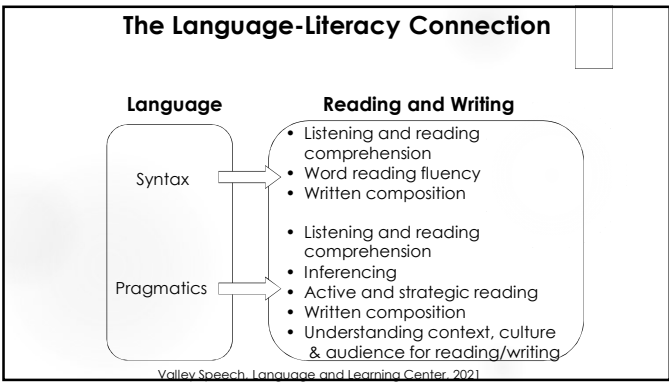 The Language-Literacy Connection
Language
Reading and Writing
Syntax
• Listening and reading
comprehension
• Word reading fluency
• Written composition
Pragmatics
• Listening and reading
comprehension
• Inferencing
• Active and strategic reading
• Written composition
• Understanding context, culture
& audience for reading/writing
Valley Speech, Language and Learning Center, 2021